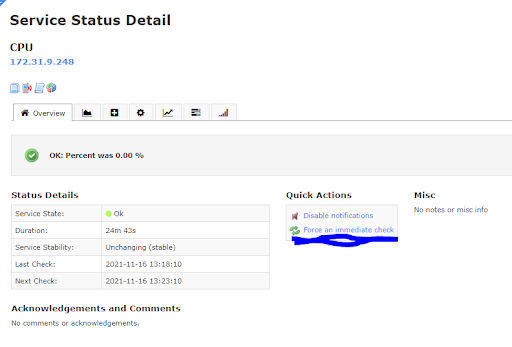 Service Status Detail
CPU
172.31.9.248
Overview
OK: Percent was 0.00 %
Status Details
Service State: Ok
Duration: 24m 43s
Service Stability: Unchanging (stable)
Last Check: 2021-11-16 13:18:10
Next Check: 2021-11-16 13:23:10
Quick Actions
Disable notifications
Force an immediate check
Misc
No notes or misc info
Acknowledgements and Comments
No comments or acknowledgements.